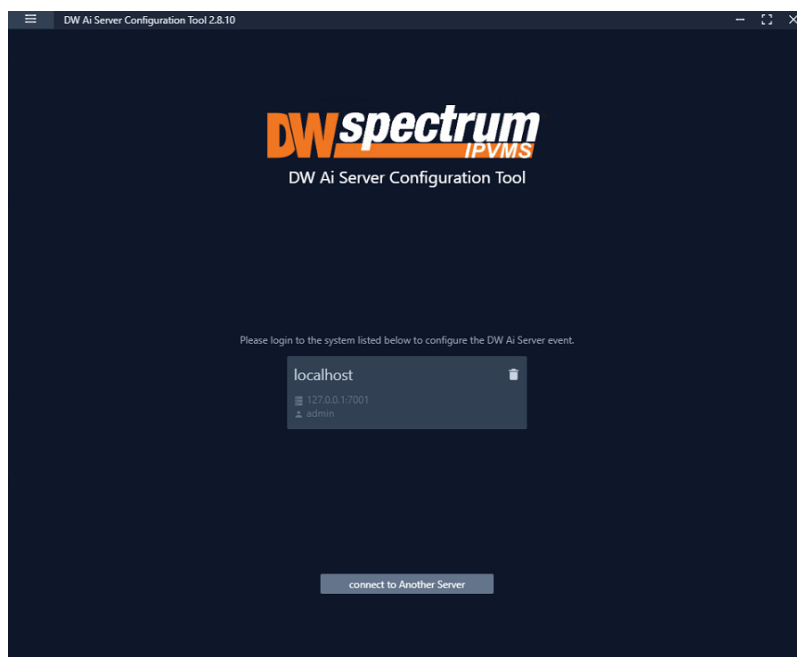 DW Ai Server Configuration Tool 2.8.10
DW spectrum
IPVMS
DW Ai Server Configuration Tool
Please login to the system listed below to configure the DW Ai Server event.
localhost
127.0.0.1:7001
admin
connect to Another Server